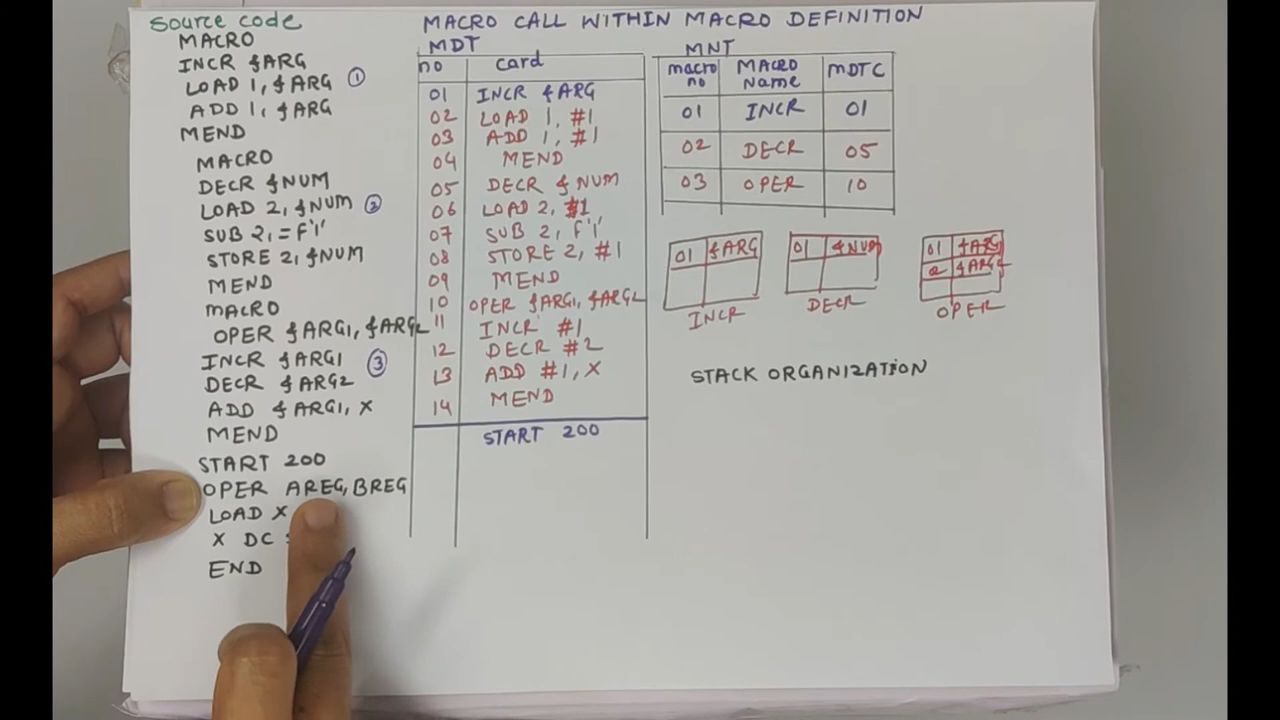 Source code
MACRO
INCR &ARG
LOAD 1, &ARG ①
ADD 1, &ARG
MEND
MACRO
DECR &NUM
LOAD 2, &NUM ②
SUB 2, =F'1'
STORE 2, &NUM
MEND
MACRO
OPER &ARG1, &ARG2
INCR &ARG1 ③
DECR &ARG2
ADD &ARG1, X
MEND
START 200
OPER AREG, BREG
LOAD X
X DC
END
MACRO CALL WITHIN MACRO DEFINITION
MDT
no card
01 INCR &ARG
02 LOAD 1, #1
03 ADD 1, #1
04 MEND
05 DECR &NUM
06 LOAD 2, #1
07 SUB 2, F'1'
08 STORE 2, #1
09 MEND
10 OPER &ARG1, &ARG2
11 INCR #1
12 DECR #2
13 ADD #1, X
14 MEND
START 200
MNT
macro no MACRO Name MDTC
01 INCR 01
02 DECR 05
03 OPER 10
01 &ARG
INCR
01 &NUM
DECR
01 &ARG
&ARG2
OPER
STACK ORGANIZATION